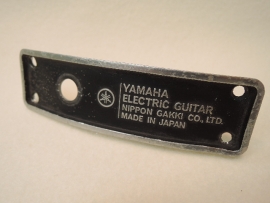 YAMAHA
ELECTRIC GUITAR
NIPPON GAKKI CO., LTD.
MADE IN JAPAN